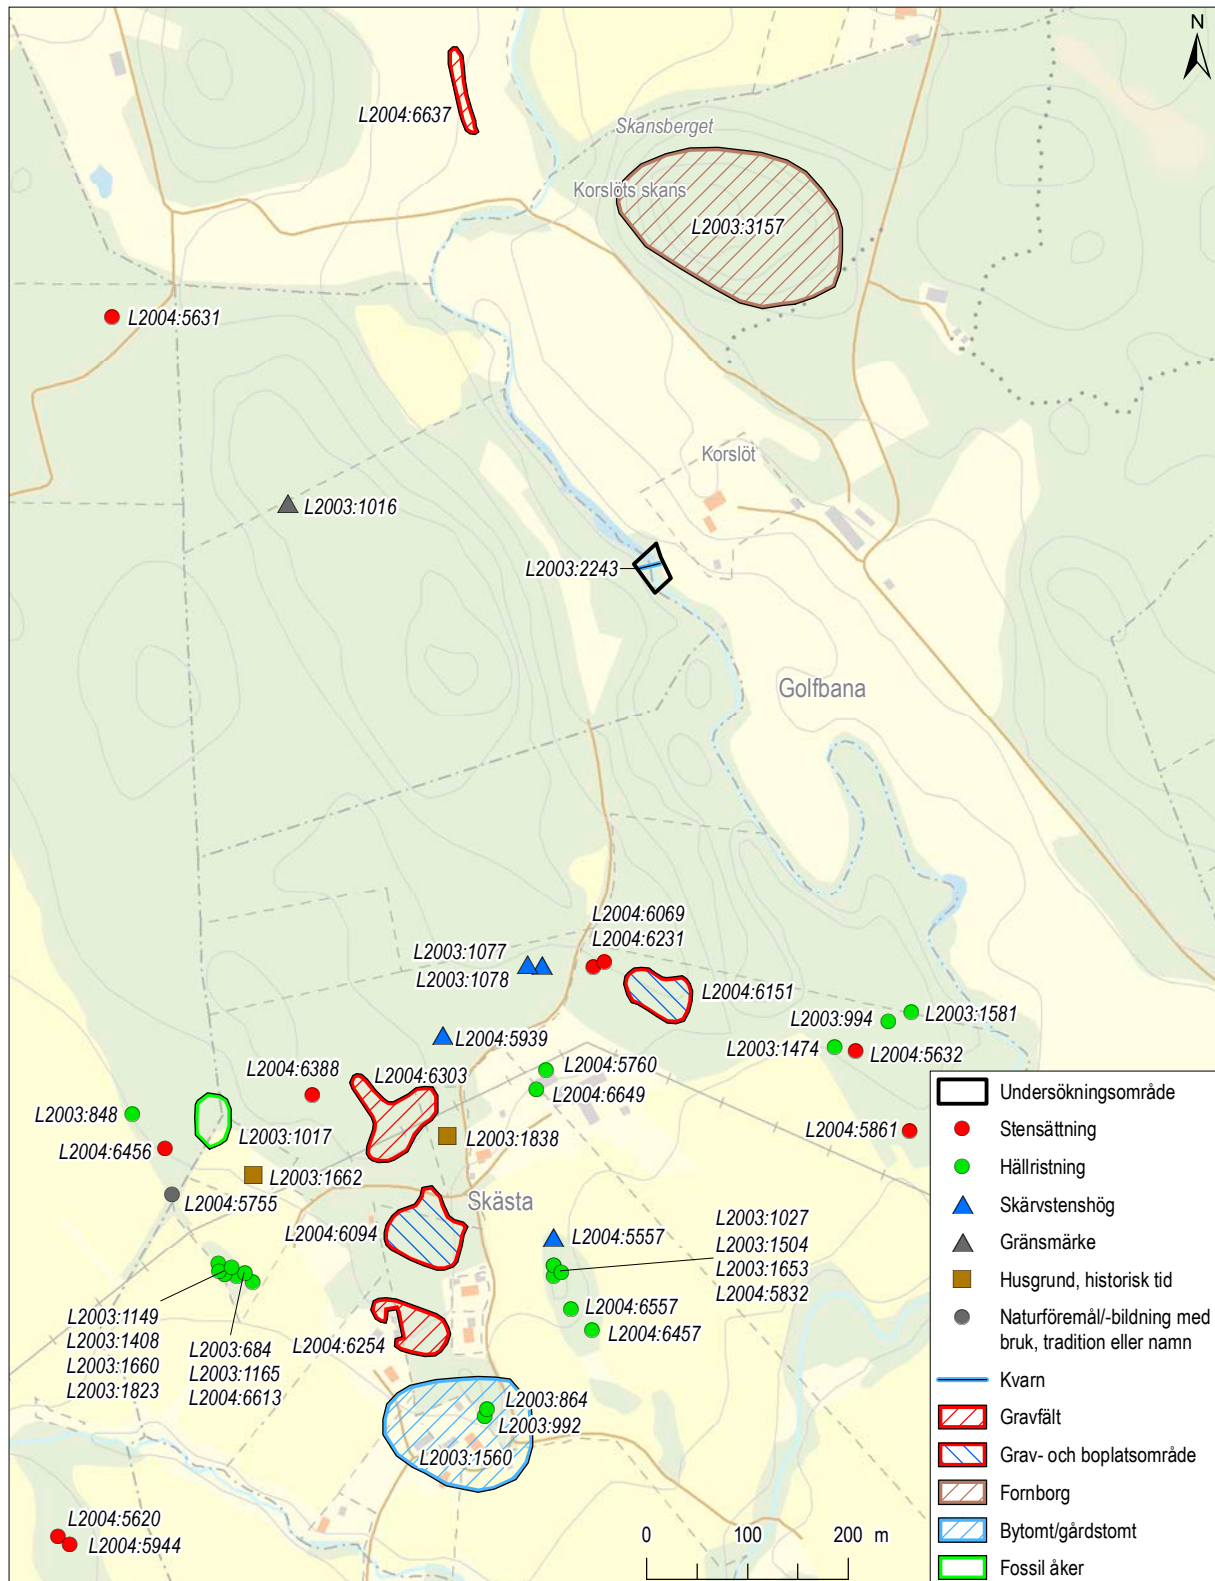 N
L2004:6637
Skansberget
Korslöts skans
L2003:3157
L2004:5631
Korslöt
L2003:1016
L2003:2243
Golfbana
L2004:6069
L2004:6231
L2003:1077
L2003:1078
L2004:6151
L2003:994
L2003:1581
L2003:1474
L2004:5632
L2004:5939
L2004:6388
L2004:6303
L2004:5760
L2004:6649
L2003:848
L2003:1017
L2003:1838
L2004:5861
L2004:6456
L2003:1662
L2004:5755
Skästa
L2004:6094
L2004:5557
L2003:1027
L2003:1504
L2003:1653
L2004:5832
L2004:6557
L2004:6457
L2003:1149
L2003:1408
L2003:1660
L2003:1823
L2003:684
L2003:1165
L2004:6613
L2004:6254
L2003:864
L2003:992
L2003:1560
L2004:5620
L2004:5944
0 100 200 m
Undersökningsområde
Stensättning
Hällristning
Skärvstenshög
Gränsmärke
Husgrund, historisk tid
Naturföremål/-bildning med
bruk, tradition eller namn
Kvarn
Gravfält
Grav- och boplatsområde
Fornborg
Bytomt/gårdstomt
Fossil åker